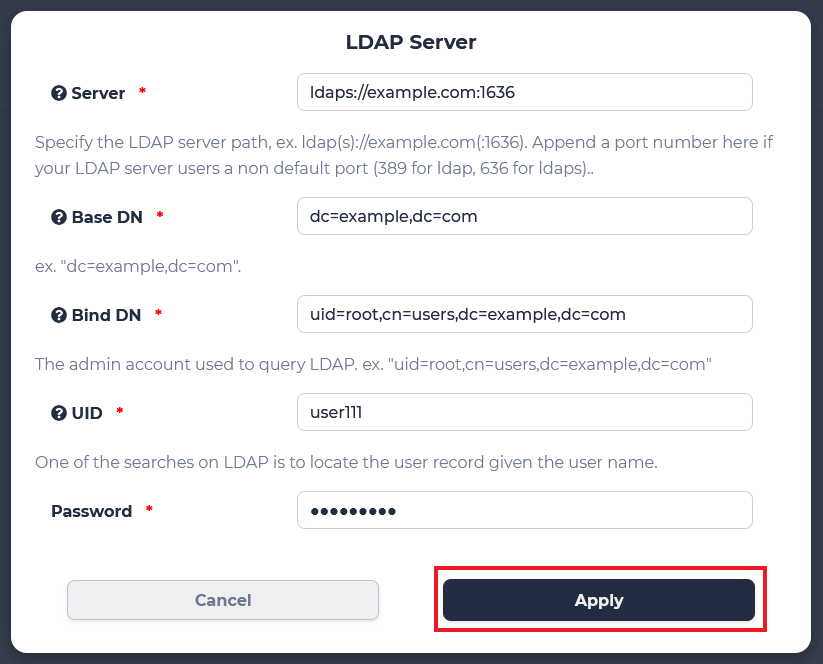 LDAP Server
Server *
ldaps://example.com:1636
Specify the LDAP server path, ex. ldap(s)://example.com(:1636). Append a port number here if
your LDAP server users a non default port (389 for ldap, 636 for ldaps)..
Base DN *
dc=example,dc=com
ex. "dc=example,dc=com".
Bind DN *
uid=root,cn=users,dc=example,dc=com
The admin account used to query LDAP. ex. "uid=root,cn=users,dc=example,dc=com"
UID *
user111
One of the searches on LDAP is to locate the user record given the user name.
Password *
•••••••••
Cancel
Apply